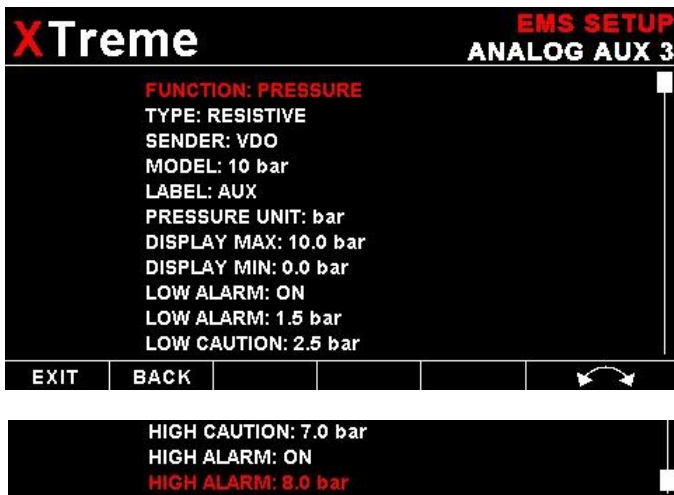 XTreme
EMS SETUP
ANALOG AUX 3
FUNCTION: PRESSURE
TYPE: RESISTIVE
SENDER: VDO
MODEL: 10 bar
LABEL: AUX
PRESSURE UNIT: bar
DISPLAY MAX: 10.0 bar
DISPLAY MIN: 0.0 bar
LOW ALARM: ON
LOW ALARM: 1.5 bar
LOW CAUTION: 2.5 bar
EXIT BACK
HIGH CAUTION: 7.0 bar
HIGH ALARM: ON
HIGH ALARM: 8.0 bar